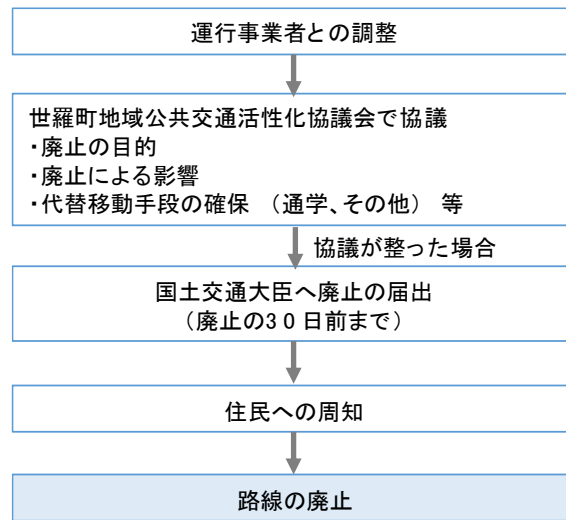 運行事業者との調整
世羅町地域公共交通活性化協議会で協議
・廃止の目的
・廃止による影響
・代替移動手段の確保 （通学、その他） 等
協議が整った場合
国土交通大臣へ廃止の届出
（廃止の３０日前まで）
住民への周知
路線の廃止